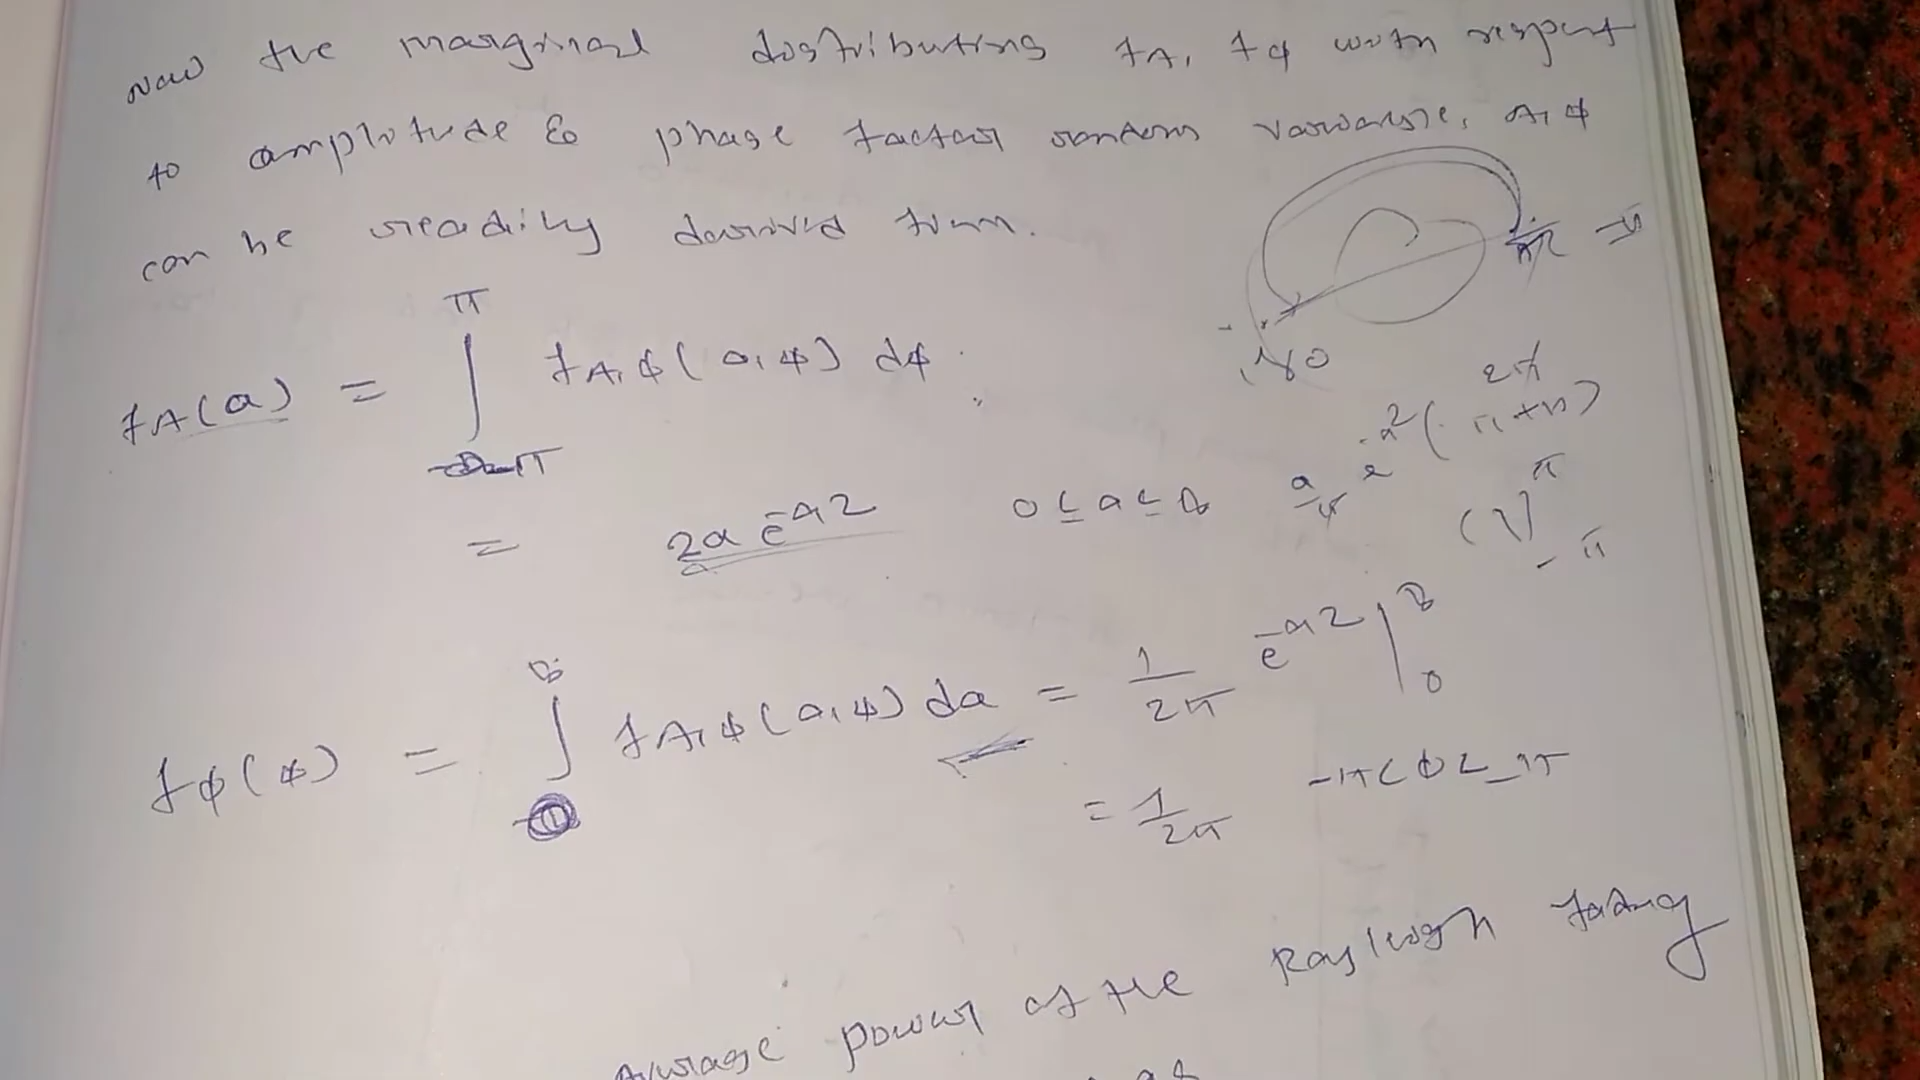 Now the marginal distributions fA, fφ with respect
to amplitude & phase factor random variable, A, φ
can be readily derived from.
fA(a) = ∫_{-π}^{π} fA,φ(a,φ) dφ
= 2a e^{-a2} 0 ≤ a ≤ ∞
(1)^{π}_{-π}
fφ(φ) = ∫^{∞} fA,φ(a,φ) da = 1/2π e^{-a2} |^{∞}_{0}
= 1/2π -π < φ ≤ π
Average power of the Rayleigh fading